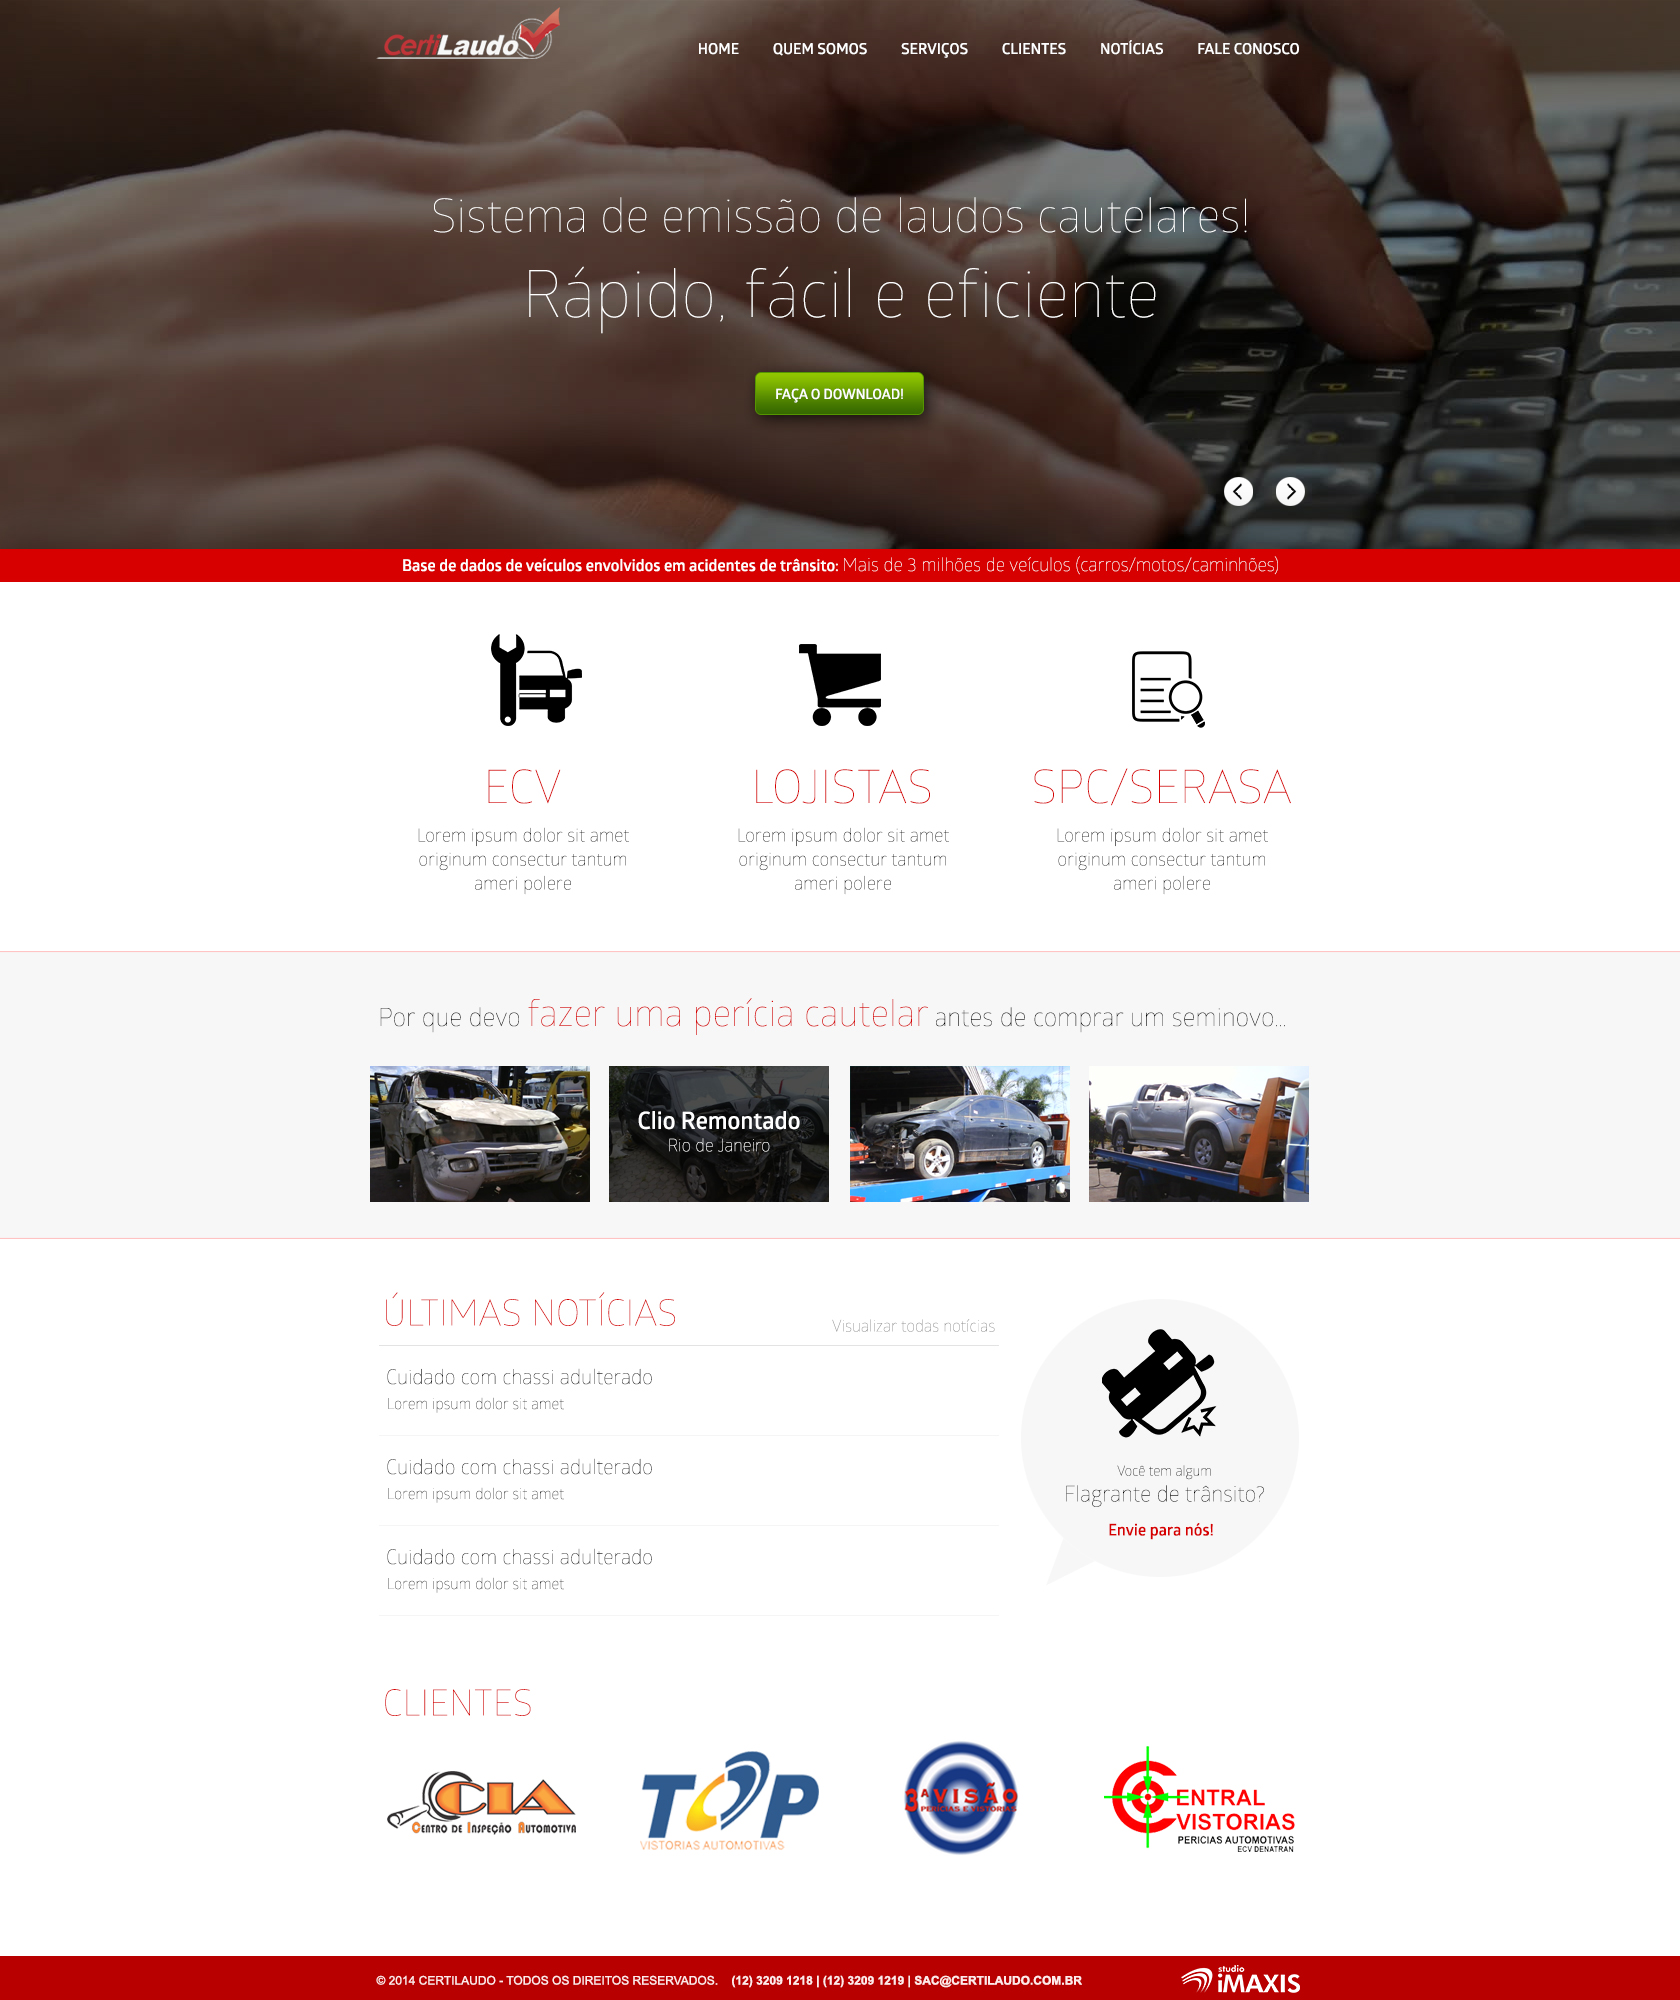 CertiLaudo
HOME QUEM SOMOS SERVIÇOS CLIENTES NOTÍCIAS FALE CONOSCO
Sistema de emissão de laudos cautelares!
Rápido, fácil e eficiente
FAÇA O DOWNLOAD!
Base de dados de veículos envolvidos em acidentes de trânsito: Mais de 3 milhões de veículos (carros/motos/caminhões)
ECV
Lorem ipsum dolor sit amet
originum consectur tantum
ameri polere
LOJISTAS
Lorem ipsum dolor sit amet
originum consectur tantum
ameri polere
SPC/SERASA
Lorem ipsum dolor sit amet
originum consectur tantum
ameri polere
Por que devo fazer uma perícia cautelar antes de comprar um seminovo...
Clio Remontado
Rio de Janeiro
ÚLTIMAS NOTÍCIAS
Visualizar todas notícias
Cuidado com chassi adulterado
Lorem ipsum dolor sit amet
Cuidado com chassi adulterado
Lorem ipsum dolor sit amet
Cuidado com chassi adulterado
Lorem ipsum dolor sit amet
Você tem algum
Flagrante de trânsito?
Envie para nós!
CLIENTES
CIA
CENTRO DE INSPEÇÃO AUTOMOTIVA
TOP
VISTORIAS AUTOMOTIVAS
3ª VISÃO
PERICIAS E VISTORIAS
CENTRAL
VISTORIAS
PERICIAS AUTOMOTIVAS
ECV DENATRAN
© 2014 CERTILAUDO - TODOS OS DIREITOS RESERVADOS. (12) 3209 1218 | (12) 3209 1219 | SAC@CERTILAUDO.COM.BR
studio
iMAXIS